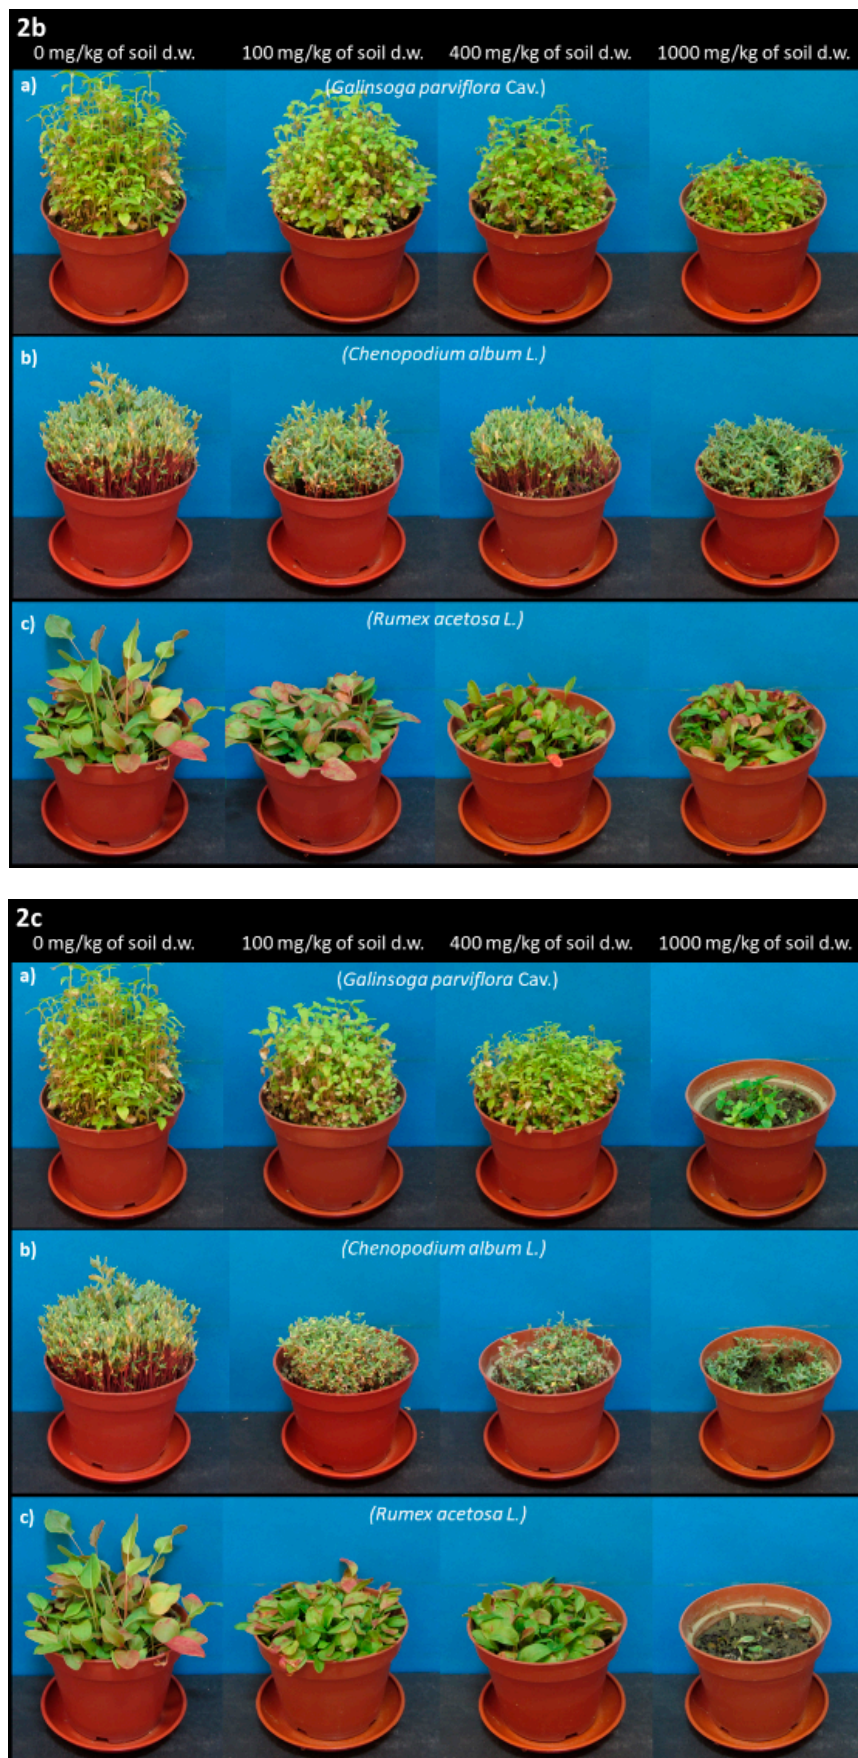 2b
0 mg/kg of soil d.w. 100 mg/kg of soil d.w. 400 mg/kg of soil d.w. 1000 mg/kg of soil d.w.
a) (Galinsoga parviflora Cav.)
b) (Chenopodium album L.)
c) (Rumex acetosa L.)
2c
0 mg/kg of soil d.w. 100 mg/kg of soil d.w. 400 mg/kg of soil d.w. 1000 mg/kg of soil d.w.
a) (Galinsoga parviflora Cav.)
b) (Chenopodium album L.)
c) (Rumex acetosa L.)